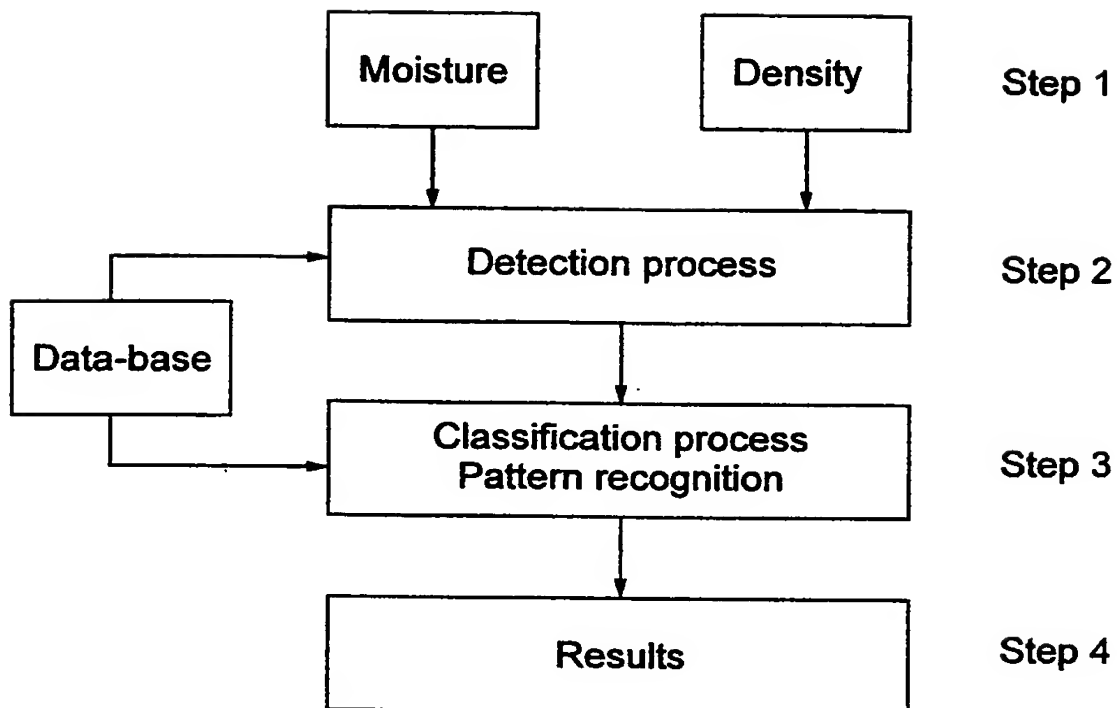 Moisture
Density
Step 1
Detection process
Step 2
Data-base
Classification process
Pattern recognition
Step 3
Results
Step 4